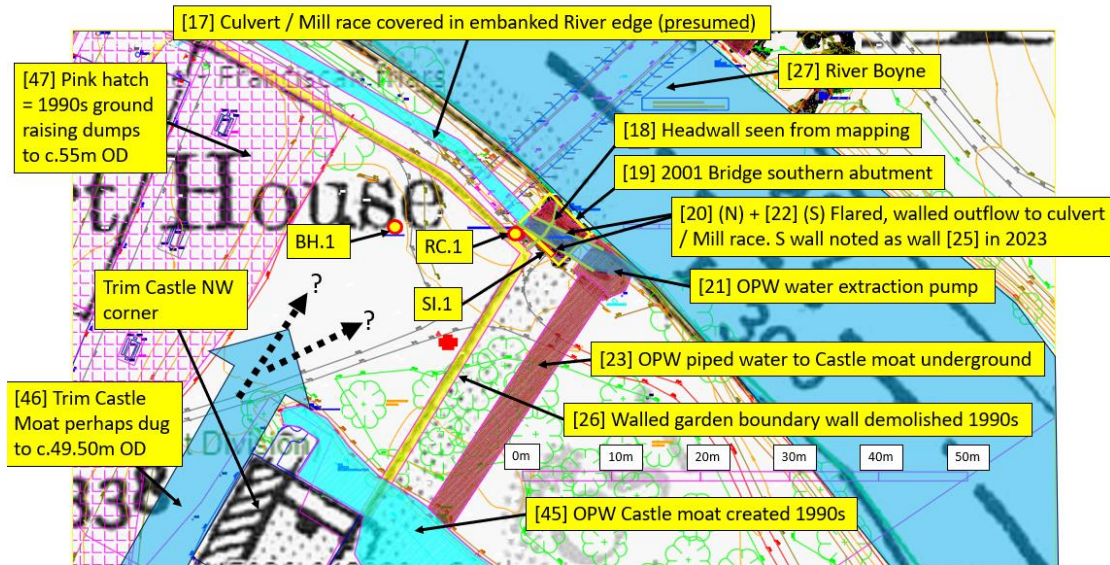 [17] Culvert / Mill race covered in embanked River edge (presumed)
[47] Pink hatch
= 1990s ground
raising dumps
to c.55m OD
Franciscan friars
[27] River Boyne
[18] Headwall seen from mapping
[19] 2001 Bridge southern abutment
House
[20] (N) + [22] (S) Flared, walled outflow to culvert
/ Mill race. S wall noted as wall [25] in 2023
BH.1
RC.1
SI.1
[21] OPW water extraction pump
Trim Castle NW
corner
?
?
[23] OPW piped water to Castle moat underground
[46] Trim Castle
Moat perhaps dug
to c.49.50m OD
[26] Walled garden boundary wall demolished 1990s
Division
0m
10m
20m
30m
40m
50m
[45] OPW Castle moat created 1990s